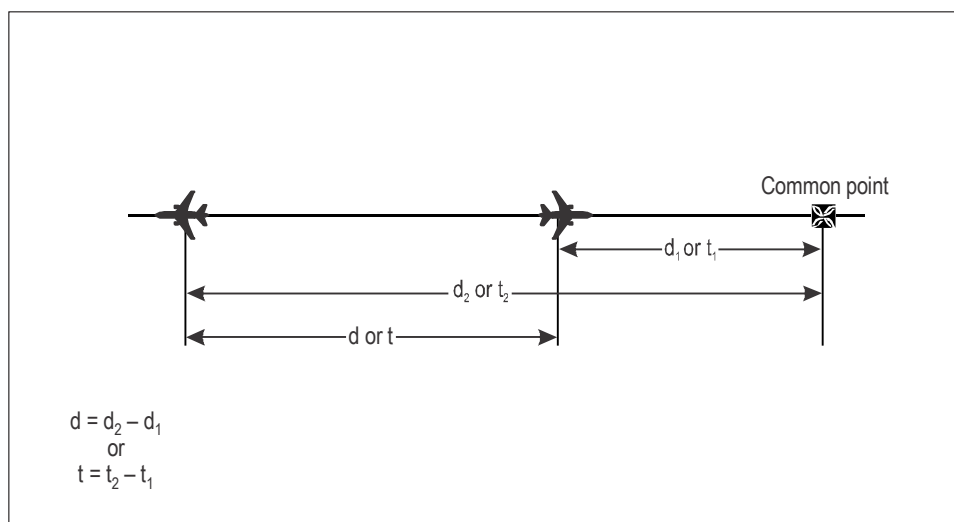 Common point
d₁ or t₁
d₂ or t₂
d or t
d = d₂ – d₁
or
t = t₂ – t₁